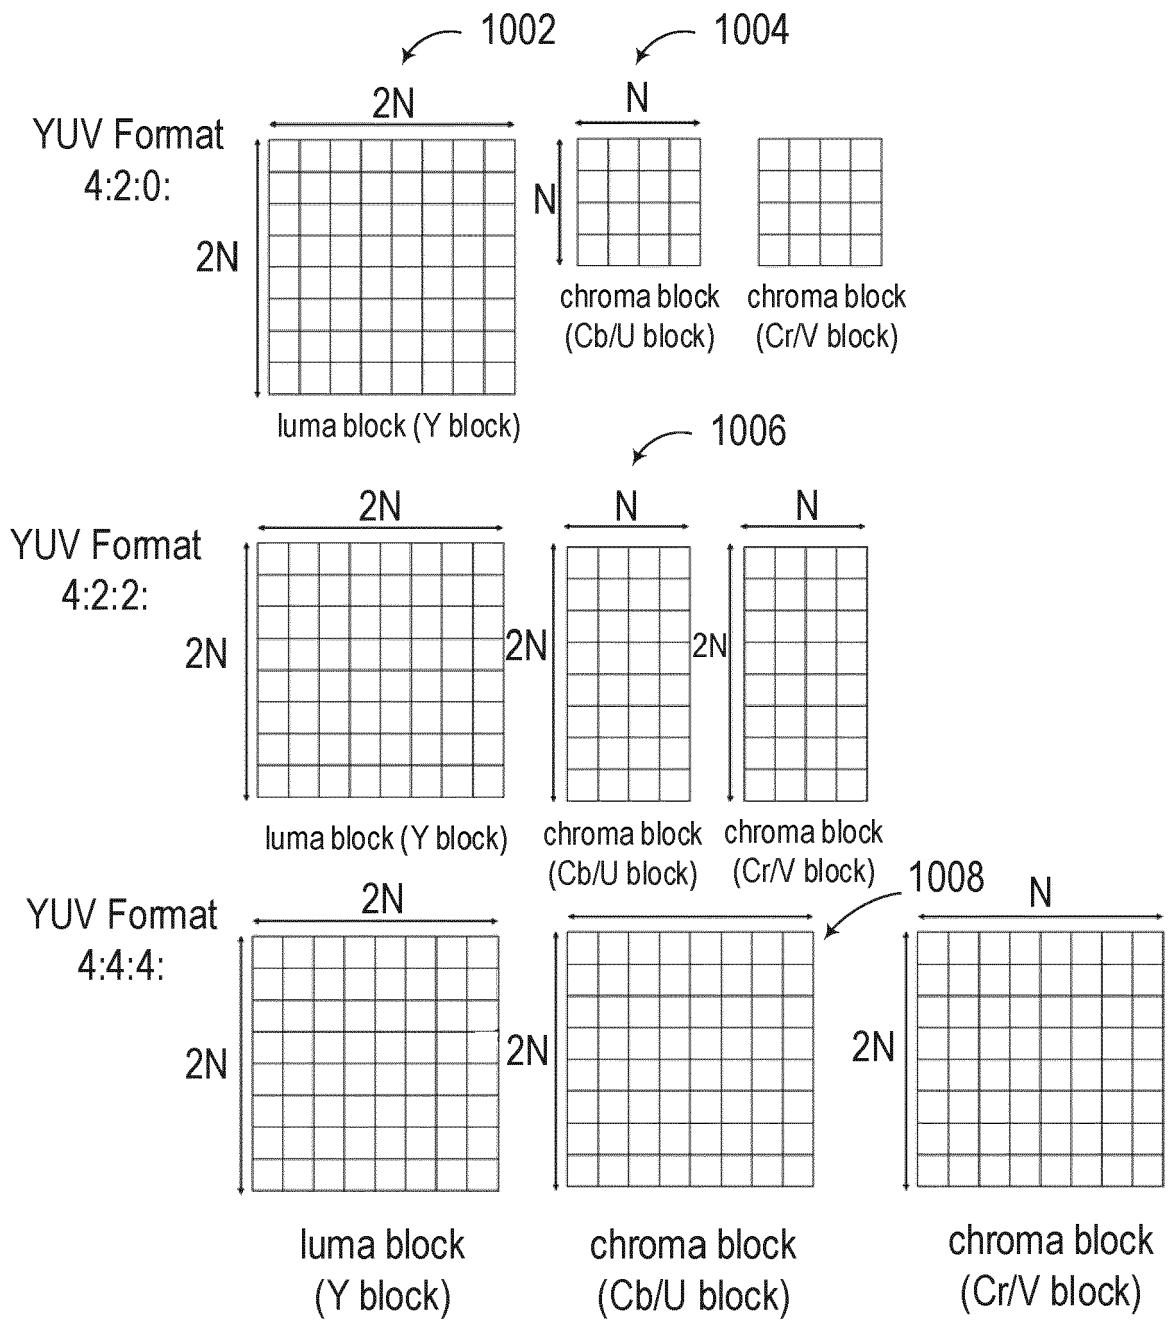 1002
1004
2N
N
YUV Format
4:2:0:
2N
N
chroma block
(Cb/U block)
chroma block
(Cr/V block)
luma block (Y block)
1006
2N
N
N
YUV Format
4:2:2:
2N
2N
2N
luma block (Y block)
chroma block
(Cb/U block)
chroma block
(Cr/V block)
1008
2N
N
YUV Format
4:4:4:
2N
2N
2N
luma block
(Y block)
chroma block
(Cb/U block)
chroma block
(Cr/V block)